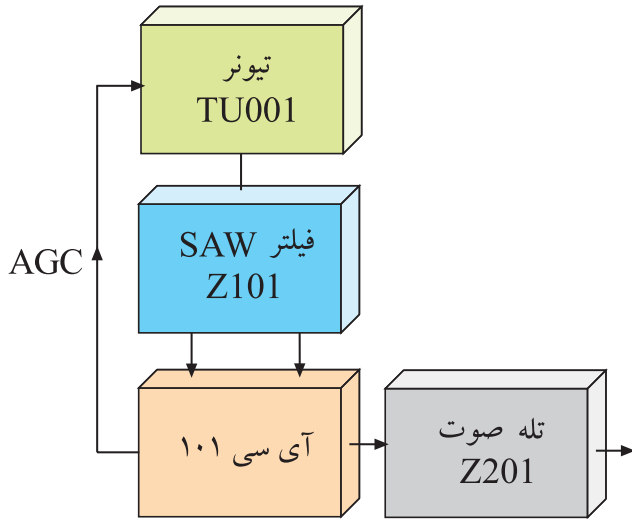 تیونر
TU001
فیلتر SAW
Z101
AGC
آی سی ۱۰۱
تله صوت
Z201